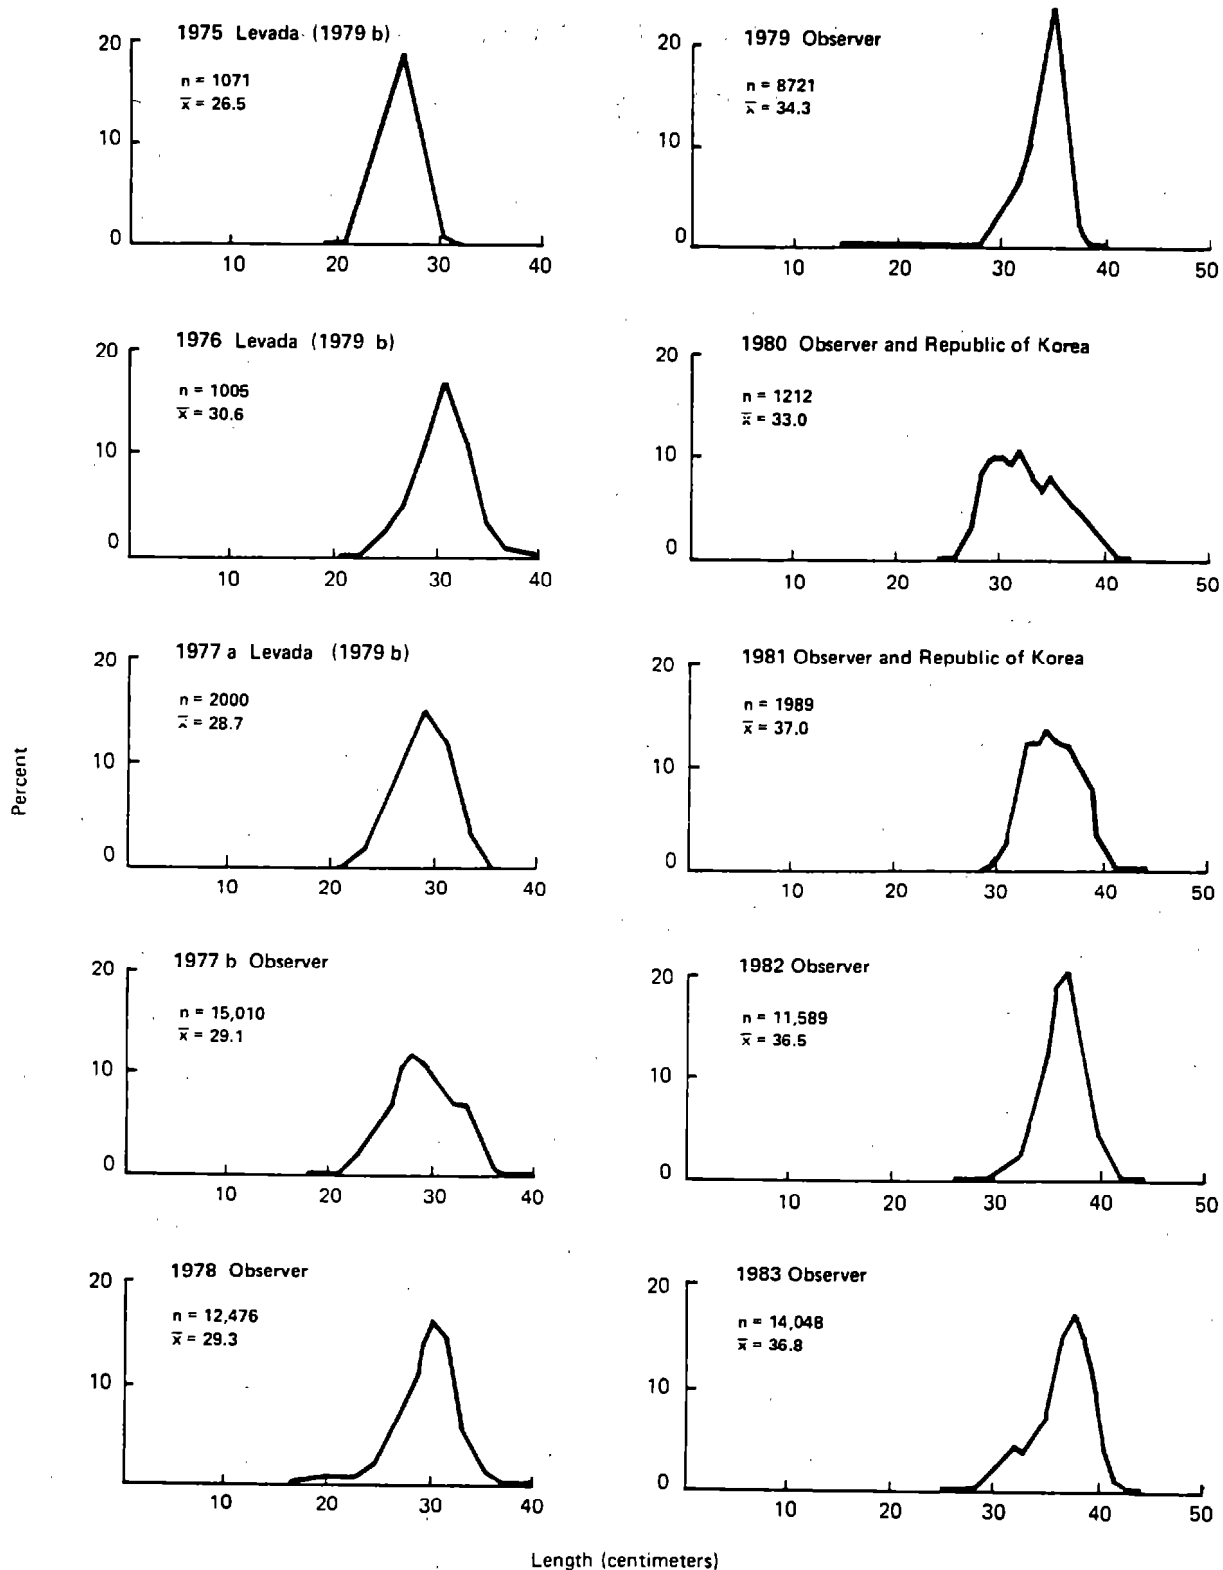 1975 Levada (1979 b)
n = 1071
x̅ = 26.5
20
10
0
10 20 30 40
1976 Levada (1979 b)
n = 1005
x̅ = 30.6
20
10
0
10 20 30 40
1977 a Levada (1979 b)
n = 2000
x̅ = 28.7
20
10
0
10 20 30 40
1977 b Observer
n = 15,010
x̅ = 29.1
20
10
0
10 20 30 40
1978 Observer
n = 12,476
x̅ = 29.3
20
10
0
10 20 30 40
1979 Observer
n = 8721
x̅ = 34.3
20
10
0
10 20 30 40 50
1980 Observer and Republic of Korea
n = 1212
x̅ = 33.0
20
10
0
10 20 30 40 50
1981 Observer and Republic of Korea
n = 1989
x̅ = 37.0
20
10
0
10 20 30 40 50
1982 Observer
n = 11,589
x̅ = 36.5
20
10
0
10 20 30 40 50
1983 Observer
n = 14,048
x̅ = 36.8
20
10
0
10 20 30 40 50
Percent
Length (centimeters)